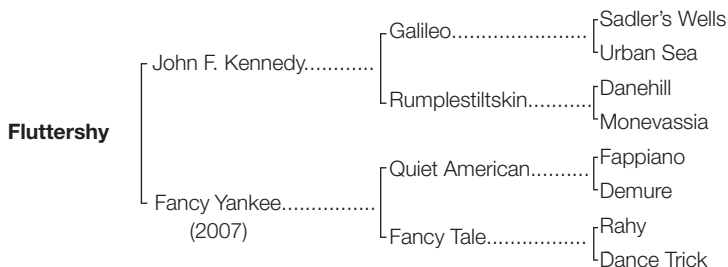 Sadler's Wells
Galileo
Urban Sea
John F. Kennedy
Danehill
Rumplestiltskin
Monevassia
Fluttershy
Fappiano
Quiet American
Demure
Fancy Yankee
(2007)
Rahy
Fancy Tale
Dance Trick